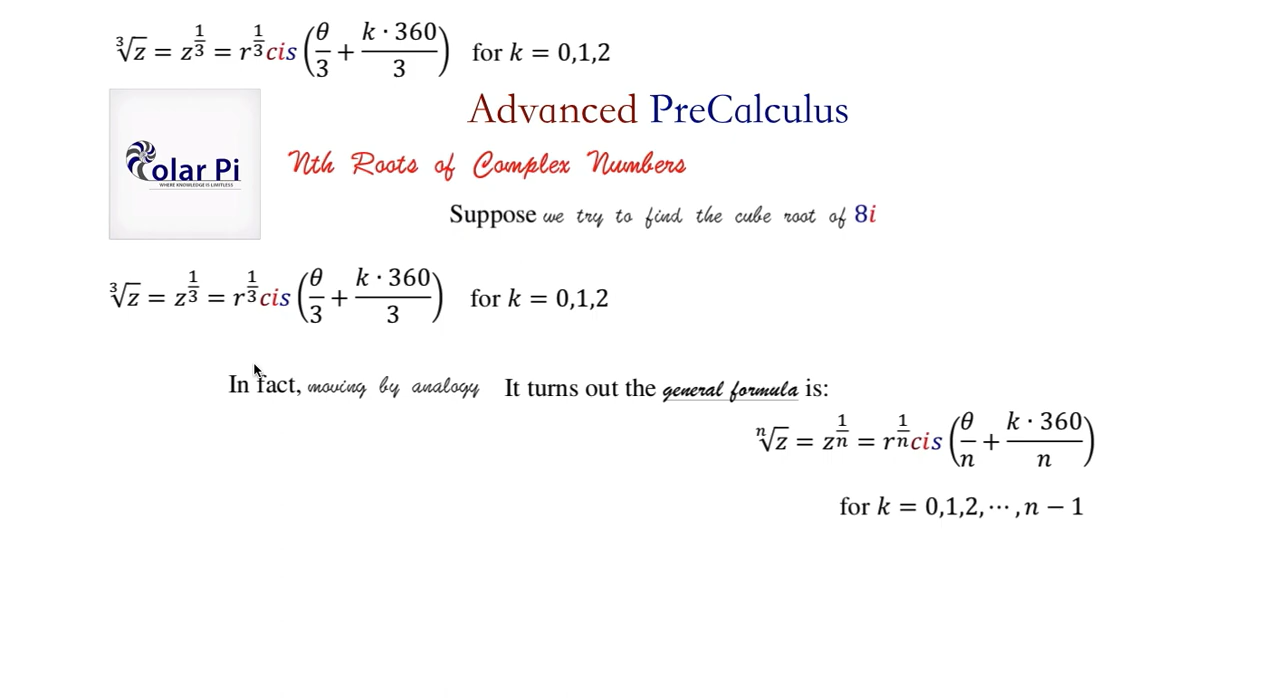 ∛z = z^(1/3) = r^(1/3)cis(θ/3 + k · 360/3) for k = 0,1,2
Advanced PreCalculus
olar Pi
WHERE KNOWLEDGE IS LIMITLESS
Nth Roots of Complex Numbers
Suppose we try to find the cube root of 8i
∛z = z^(1/3) = r^(1/3)cis(θ/3 + k · 360/3) for k = 0,1,2
In fact, moving by analogy It turns out the general formula is:
ⁿ√z = z^(1/n) = r^(1/n)cis(θ/n + k · 360/n)
for k = 0,1,2, ⋯ , n − 1